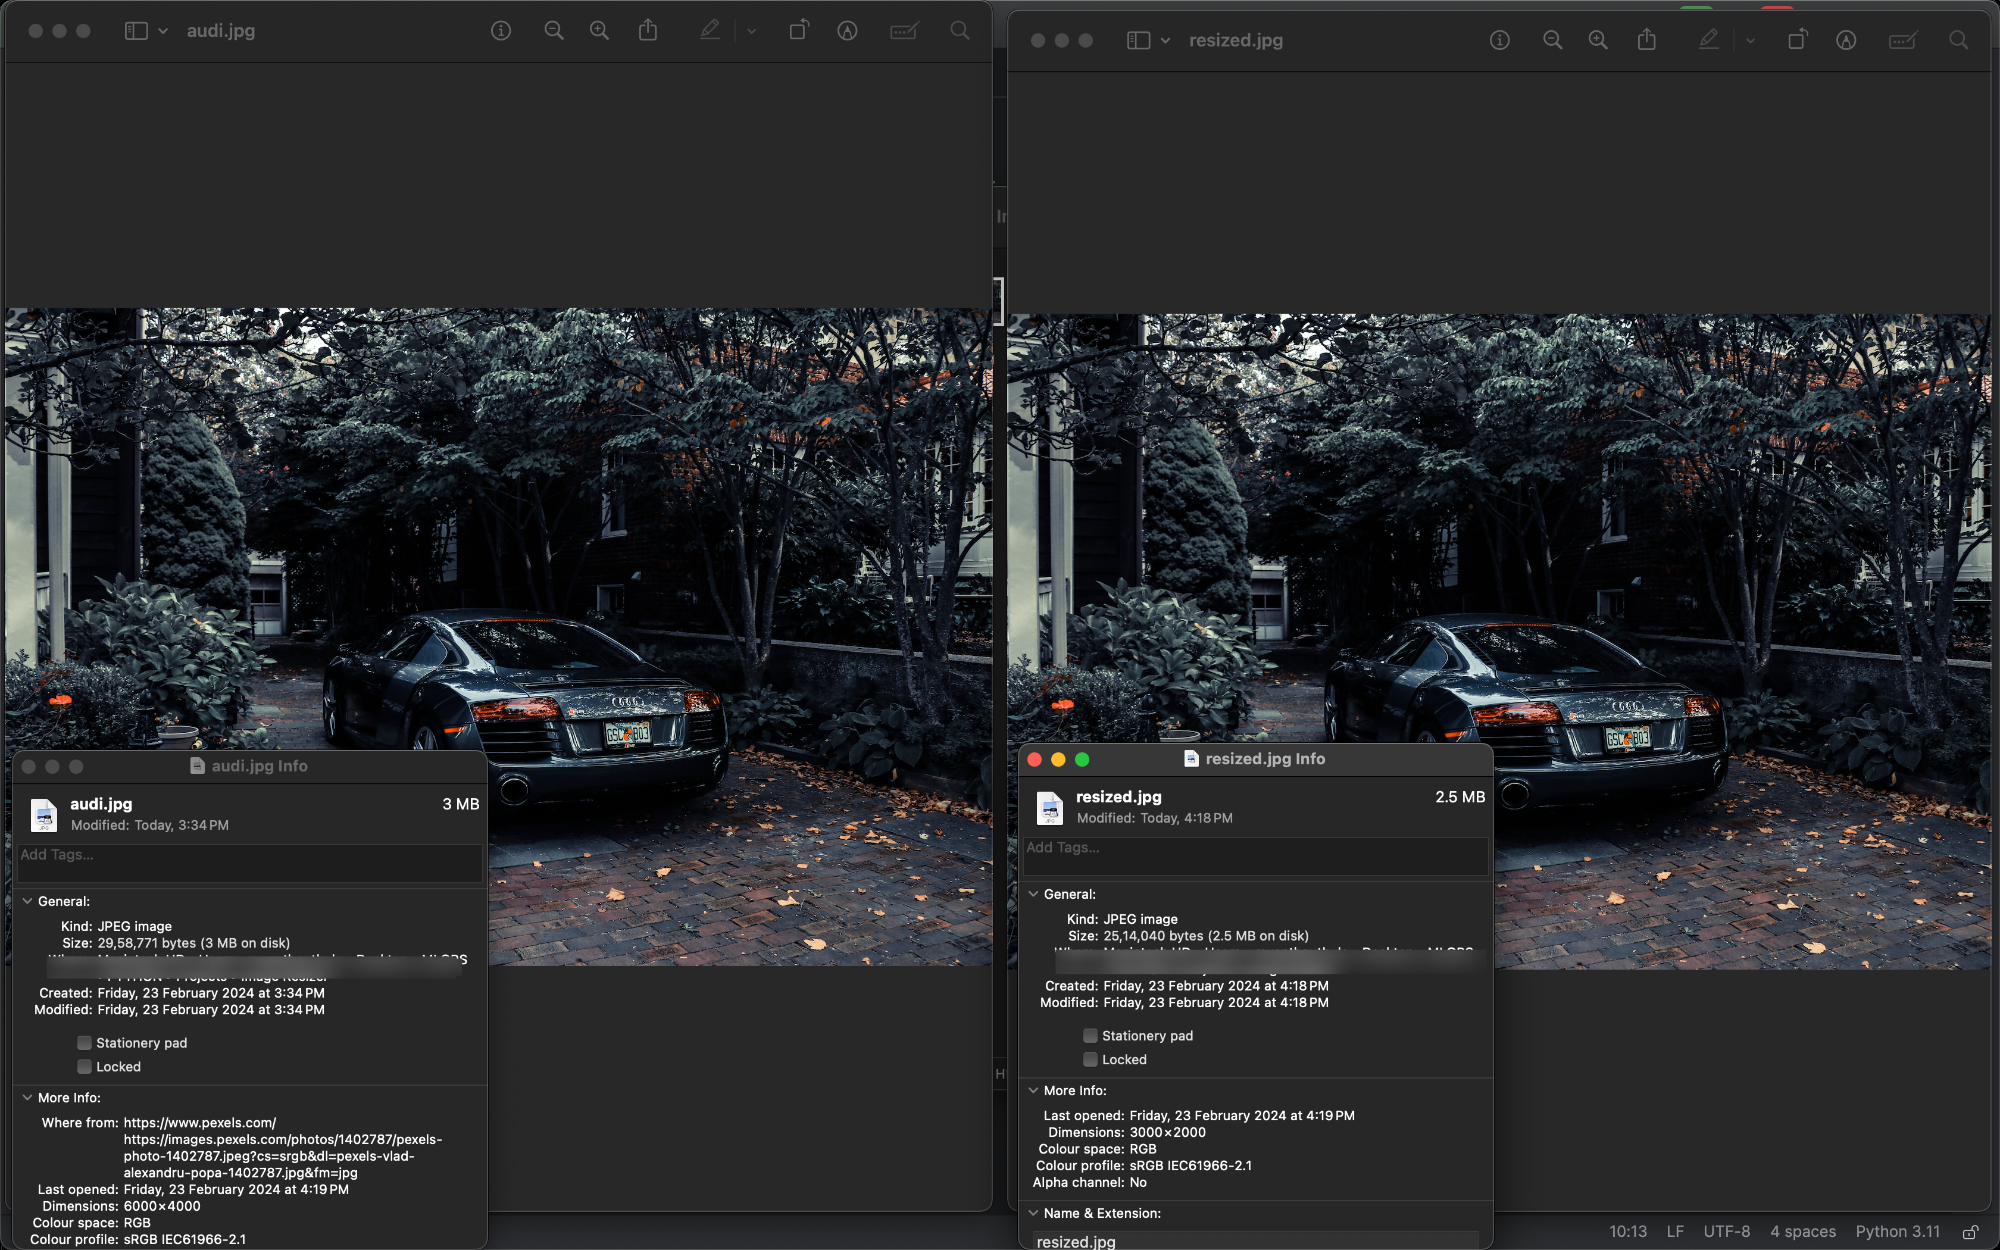 audi.jpg
resized.jpg
GSC B03
GSC B03
audi.jpg Info
audi.jpg
3 MB
Modified: Today, 3:34 PM
Add Tags...
General:
Kind: JPEG image
Size: 29,58,771 bytes (3 MB on disk)
Created: Friday, 23 February 2024 at 3:34 PM
Modified: Friday, 23 February 2024 at 3:34 PM
Stationery pad
Locked
More Info:
Where from: https://www.pexels.com/
https://images.pexels.com/photos/1402787/pexels-
photo-1402787.jpeg?cs=srgb&dl=pexels-vlad-
alexandru-popa-1402787.jpg&fm=jpg
Last opened: Friday, 23 February 2024 at 4:19 PM
Dimensions: 6000×4000
Colour space: RGB
Colour profile: sRGB IEC61966-2.1
resized.jpg Info
resized.jpg
2.5 MB
Modified: Today, 4:18 PM
Add Tags...
General:
Kind: JPEG image
Size: 25,14,040 bytes (2.5 MB on disk)
Created: Friday, 23 February 2024 at 4:18 PM
Modified: Friday, 23 February 2024 at 4:18 PM
Stationery pad
Locked
More Info:
Last opened: Friday, 23 February 2024 at 4:19 PM
Dimensions: 3000×2000
Colour space: RGB
Colour profile: sRGB IEC61966-2.1
Alpha channel: No
Name & Extension:
resized.jpg
10:13 LF UTF-8 4 spaces Python 3.11